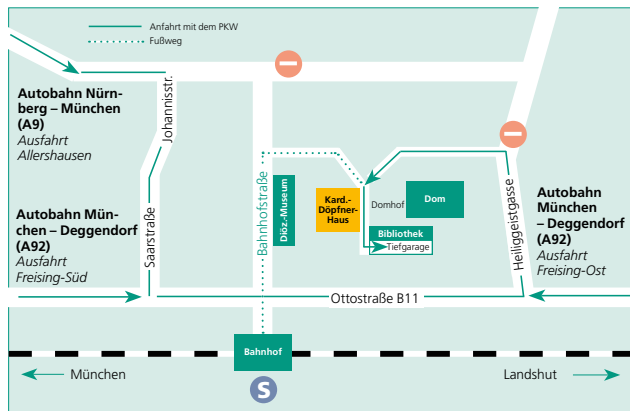 Anfahrt mit dem PKW
Fußweg
Autobahn Nürn-
berg – München
(A9)
Ausfahrt
Allershausen
Johannisstr.
Autobahn Mün-
chen – Deggendorf
(A92)
Ausfahrt
Freising-Süd
Saarstraße
Bahnhofstraße
Diöz.-Museum
Kard.-
Döpfner-
Haus
Domhof
Dom
Bibliothek
Tiefgarage
Heiliggeistgasse
Autobahn
München
– Deggendorf
(A92)
Ausfahrt
Freising-Ost
Ottostraße B11
Bahnhof
München
Landshut
S